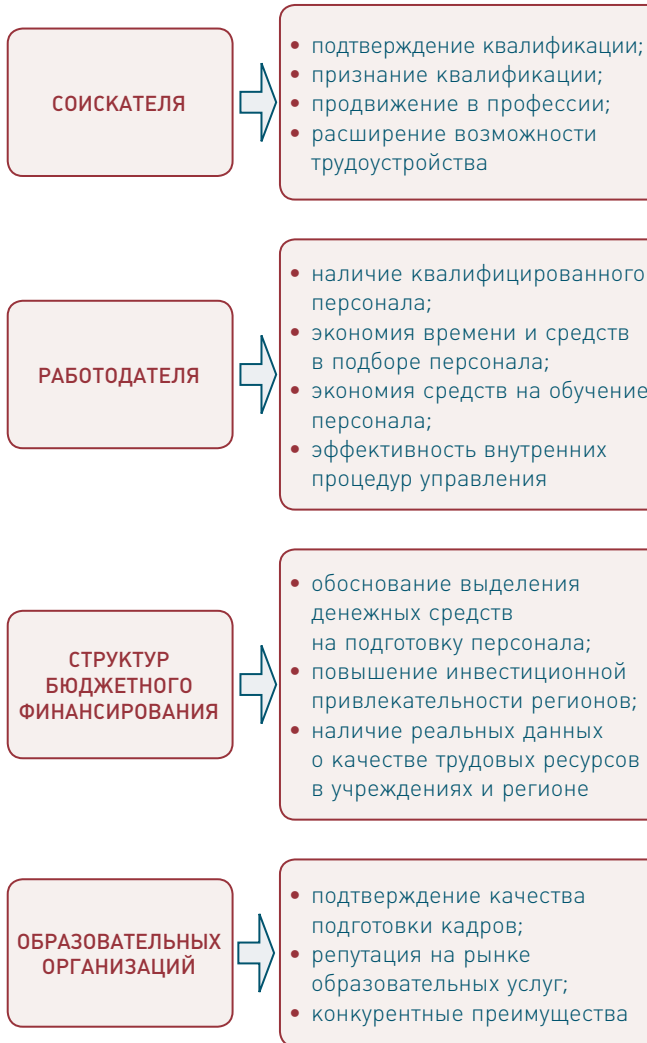 СОИСКАТЕЛЯ
• подтверждение квалификации;
• признание квалификации;
• продвижение в профессии;
• расширение возможности
трудоустройства
РАБОТОДАТЕЛЯ
• наличие квалифицированного
персонала;
• экономия времени и средств
в подборе персонала;
• экономия средств на обучение
персонала;
• эффективность внутренних
процедур управления
СТРУКТУР
БЮДЖЕТНОГО
ФИНАНСИРОВАНИЯ
• обоснование выделения
денежных средств
на подготовку персонала;
• повышение инвестиционной
привлекательности регионов;
• наличие реальных данных
о качестве трудовых ресурсов
в учреждениях и регионе
ОБРАЗОВАТЕЛЬНЫХ
ОРГАНИЗАЦИЙ
• подтверждение качества
подготовки кадров;
• репутация на рынке
образовательных услуг;
• конкурентные преимущества